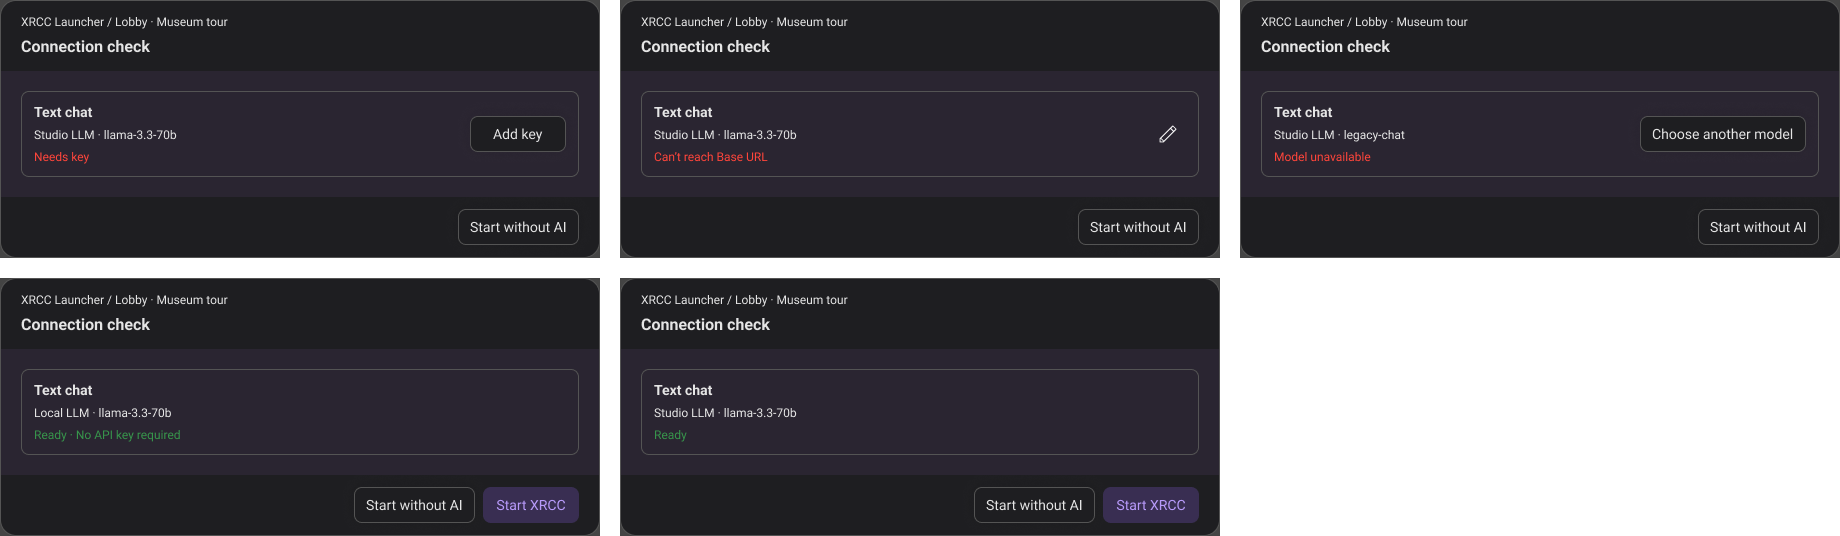 XRCC Launcher / Lobby · Museum tour
Connection check
Text chat
Studio LLM · llama-3.3-70b
Needs key
Add key
Start without AI
XRCC Launcher / Lobby · Museum tour
Connection check
Text chat
Studio LLM · llama-3.3-70b
Can't reach Base URL
Start without AI
XRCC Launcher / Lobby · Museum tour
Connection check
Text chat
Studio LLM · legacy-chat
Model unavailable
Choose another model
Start without AI
XRCC Launcher / Lobby · Museum tour
Connection check
Text chat
Local LLM · llama-3.3-70b
Ready · No API key required
Start without AI
Start XRCC
XRCC Launcher / Lobby · Museum tour
Connection check
Text chat
Studio LLM · llama-3.3-70b
Ready
Start without AI
Start XRCC